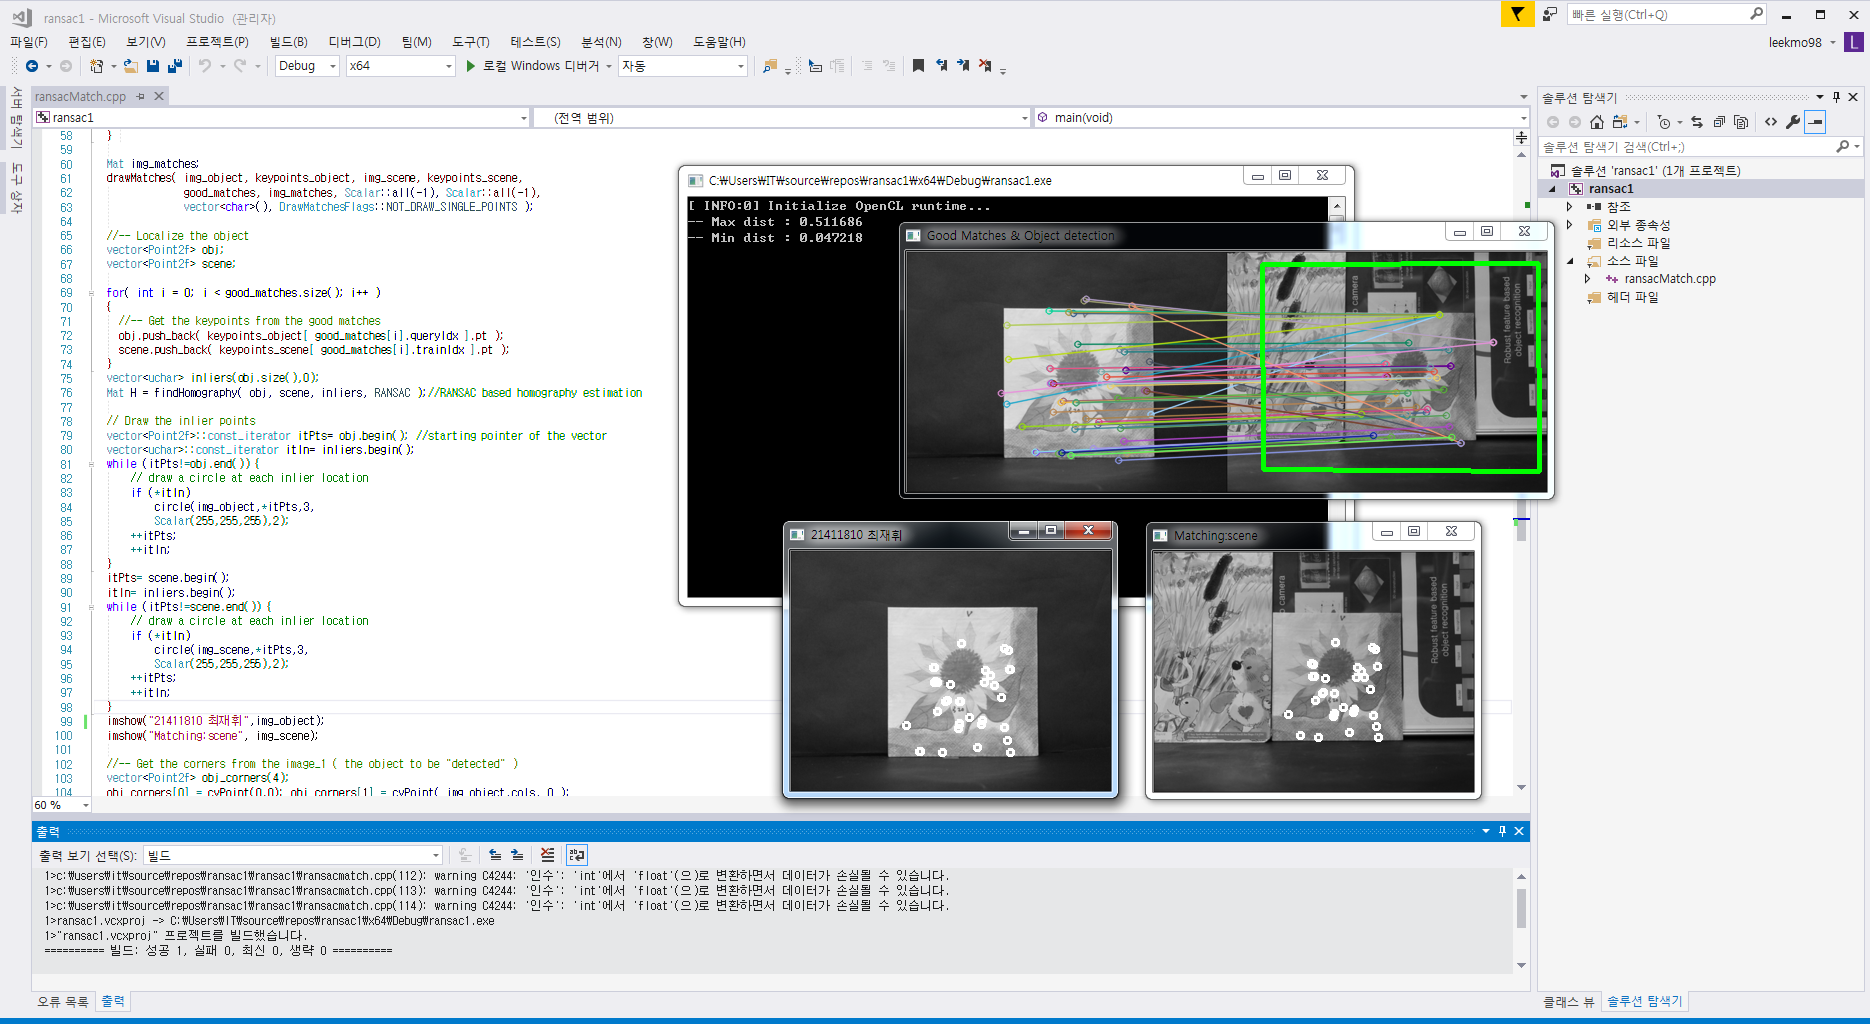 ransac1 - Microsoft Visual Studio (관리자)
빠른 실행(Ctrl+Q)
파일(F) 편집(E) 보기(V) 프로젝트(P) 빌드(B) 디버그(D) 팀(M) 도구(T) 테스트(S) 분석(N) 창(W) 도움말(H)
leekmo98 L
Debug x64 로컬 Windows 디버거 자동
서버 탐색기
도구 상자
ransacMatch.cpp
ransac1 (전역 범위) main(void)
58 }
59
60 Mat img_matches;
61 drawMatches( img_object, keypoints_object, img_scene, keypoints_scene,
62 good_matches, img_matches, Scalar::all(-1), Scalar::all(-1),
63 vector<char>(), DrawMatchesFlags::NOT_DRAW_SINGLE_POINTS );
64
65 //-- Localize the object
66 vector<Point2f> obj;
67 vector<Point2f> scene;
68
69 for( int i = 0; i < good_matches.size(); i++ )
70 {
71 //-- Get the keypoints from the good matches
72 obj.push_back( keypoints_object[ good_matches[i].queryIdx ].pt );
73 scene.push_back( keypoints_scene[ good_matches[i].trainIdx ].pt );
74 }
75 vector<uchar> inliers(obj.size(),0);
76 Mat H = findHomography( obj, scene, inliers, RANSAC );//RANSAC based homography estimation
77
78 // Draw the inlier points
79 vector<Point2f>::const_iterator itPts= obj.begin(); //starting pointer of the vector
80 vector<uchar>::const_iterator itIn= inliers.begin();
81 while (itPts!=obj.end()) {
82 // draw a circle at each inlier location
83 if (*itIn)
84 circle(img_object,*itPts,3,
85 Scalar(255,255,255),2);
86 ++itPts;
87 ++itIn;
88 }
89 itPts= scene.begin();
90 itIn= inliers.begin();
91 while (itPts!=scene.end()) {
92 // draw a circle at each inlier location
93 if (*itIn)
94 circle(img_scene,*itPts,3,
95 Scalar(255,255,255),2);
96 ++itPts;
97 ++itIn;
98 }
99 imshow("21411810 최재휘",img_object);
100 imshow("Matching:scene", img_scene);
101
102 //-- Get the corners from the image_1 ( the object to be "detected" )
103 vector<Point2f> obj_corners(4);
104 obj_corners[0] = cvPoint(0,0); obj_corners[1] = cvPoint( img_object.cols, 0 );
60 %
C:₩Users₩IT₩source₩repos₩ransac1₩x64₩Debug₩ransac1.exe
[ INFO:0] Initialize OpenCL runtime...
-- Max dist : 0.511686
-- Min dist : 0.047218
Good Matches & Object detection
camera
Robust feature based
object recognition
21411810 최재휘
Matching:scene
camera
Robust feature based
object recognition
솔루션 탐색기
솔루션 탐색기 검색(Ctrl+;)
솔루션 'ransac1' (1개 프로젝트)
ransac1
참조
외부 종속성
리소스 파일
소스 파일
ransacMatch.cpp
헤더 파일
출력
출력 보기 선택(S): 빌드
1>c:₩users₩it₩source₩repos₩ransac1₩ransac1₩ransacmatch.cpp(112): warning C4244: '인수': 'int'에서 'float'(으)로 변환하면서 데이터가 손실될 수 있습니다.
1>c:₩users₩it₩source₩repos₩ransac1₩ransac1₩ransacmatch.cpp(113): warning C4244: '인수': 'int'에서 'float'(으)로 변환하면서 데이터가 손실될 수 있습니다.
1>c:₩users₩it₩source₩repos₩ransac1₩ransac1₩ransacmatch.cpp(114): warning C4244: '인수': 'int'에서 'float'(으)로 변환하면서 데이터가 손실될 수 있습니다.
1>ransac1.vcxproj -> C:₩Users₩IT₩source₩repos₩ransac1₩x64₩Debug₩ransac1.exe
1>"ransac1.vcxproj" 프로젝트를 빌드했습니다.
========== 빌드: 성공 1, 실패 0, 최신 0, 생략 0 ==========
오류 목록 출력
클래스 뷰 솔루션 탐색기